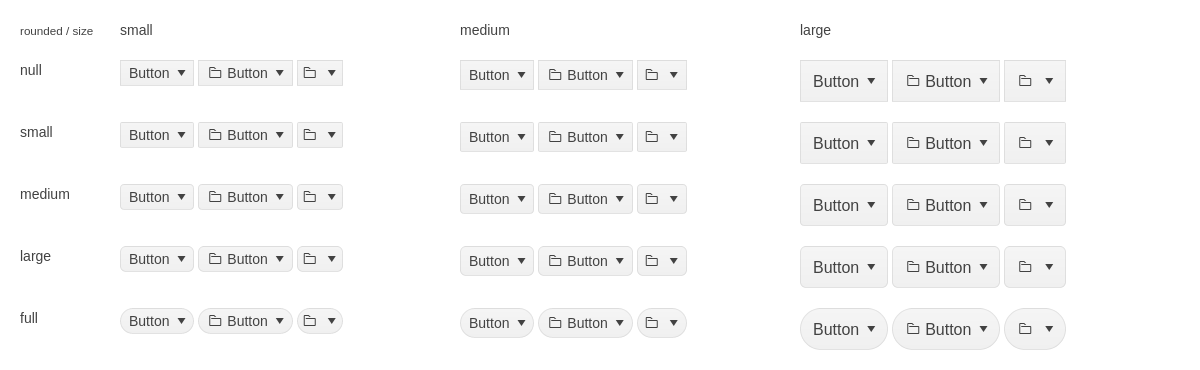 rounded / size small medium large
null Button Button Button Button Button Button
small Button Button Button Button Button Button
medium Button Button Button Button Button Button
large Button Button Button Button Button Button
full Button Button Button Button Button Button